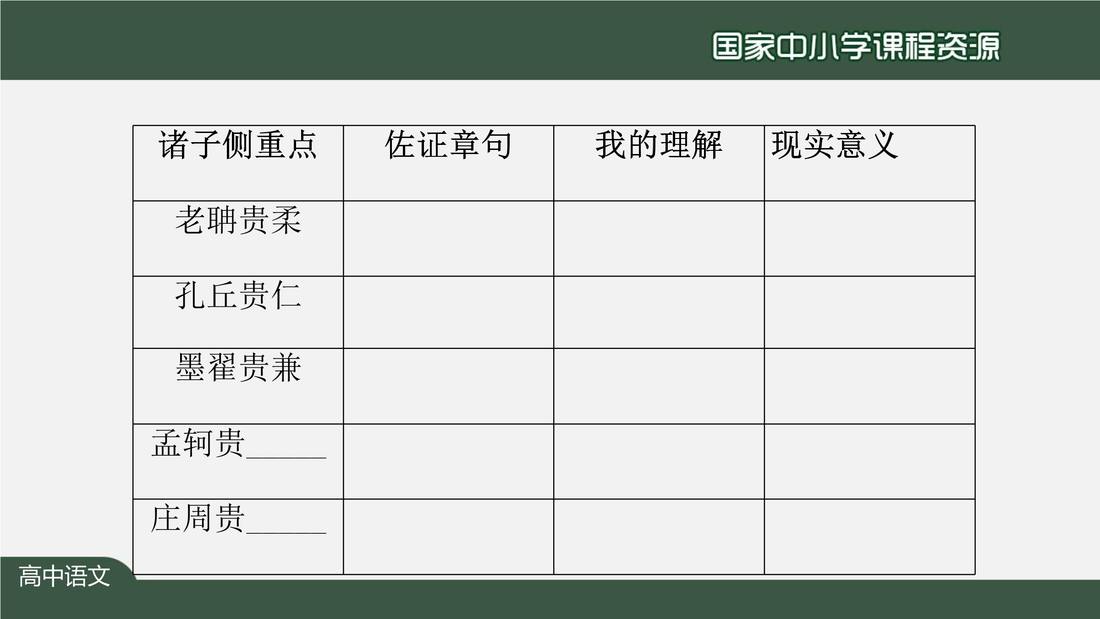 国家中小学课程资源
诸子侧重点 佐证章句 我的理解 现实意义
老聃贵柔
孔丘贵仁
墨翟贵兼
孟轲贵_____
庄周贵_____
高中语文